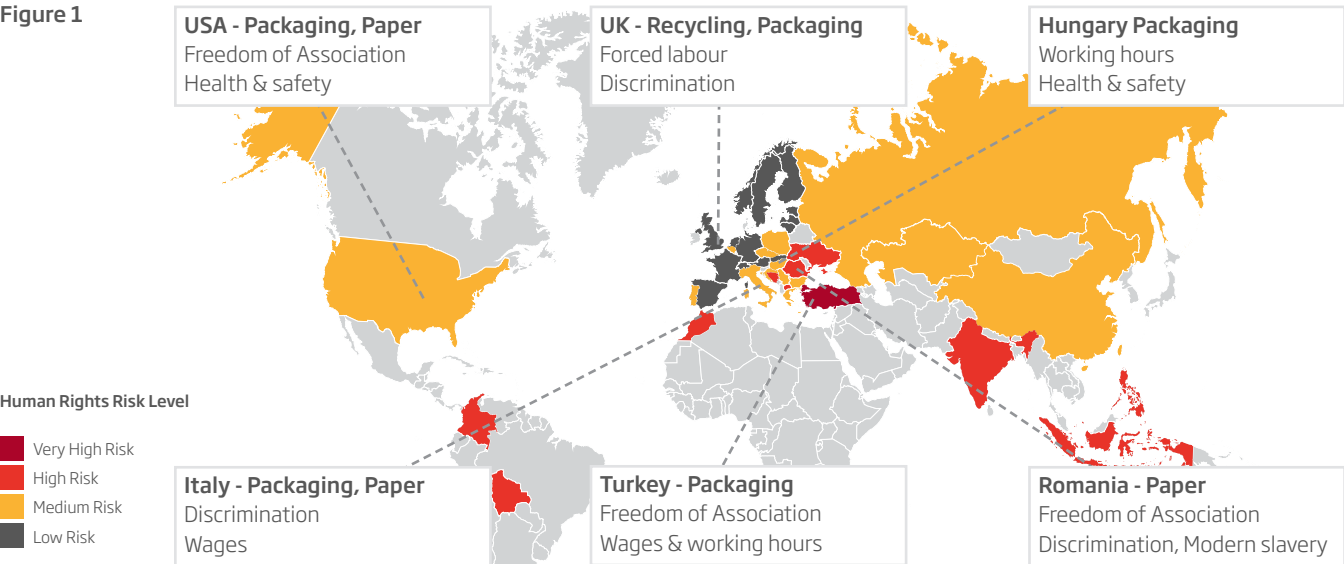 Figure 1
USA - Packaging, Paper
Freedom of Association
Health & safety
UK - Recycling, Packaging
Forced labour
Discrimination
Hungary Packaging
Working hours
Health & safety
Human Rights Risk Level
Very High Risk
High Risk
Medium Risk
Low Risk
Italy - Packaging, Paper
Discrimination
Wages
Turkey - Packaging
Freedom of Association
Wages & working hours
Romania - Paper
Freedom of Association
Discrimination, Modern slavery